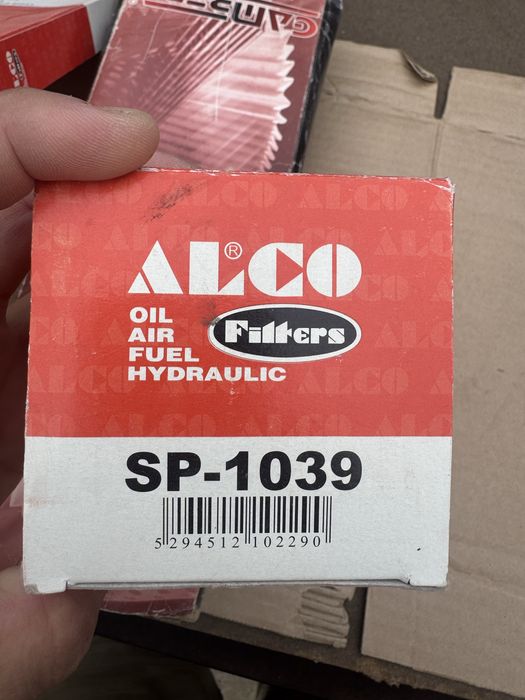 ALCO®
OIL
AIR
FUEL
HYDRAULIC
Filters
SP-1039
5 294512 102290